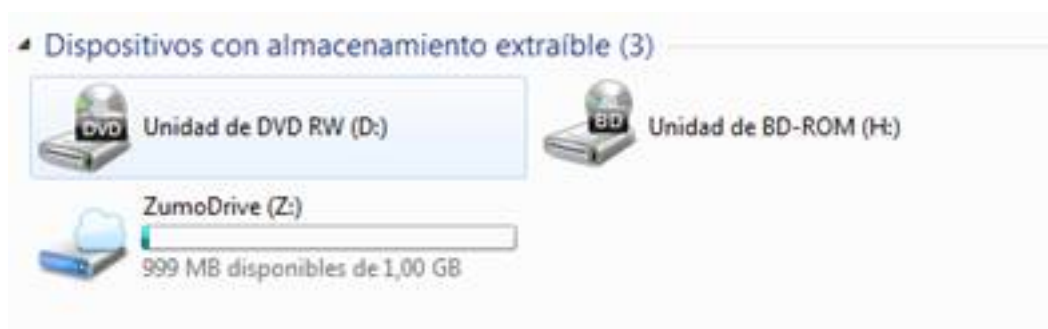 Dispositivos con almacenamiento extraíble (3)
DVD Unidad de DVD RW (D:)
BD Unidad de BD-ROM (H:)
ZumoDrive (Z:)
999 MB disponibles de 1,00 GB